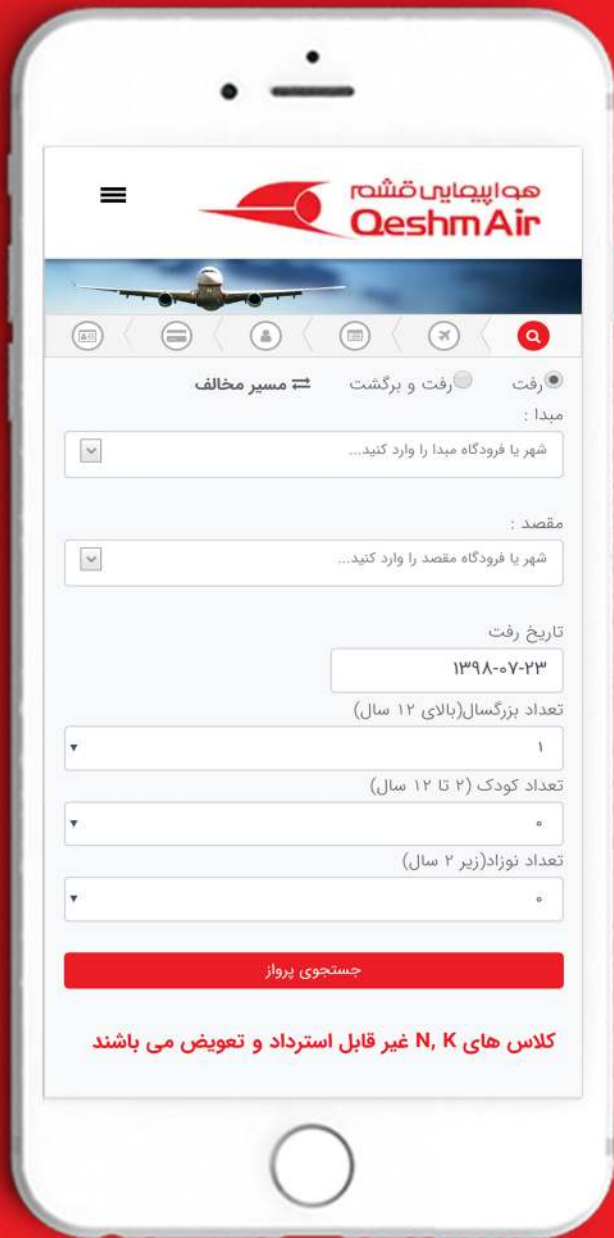 هواپیمایی قشم
QeshmAir
رفت رفت و برگشت مسیر مخالف
مبدا :
شهر یا فرودگاه مبدا را وارد کنید...
مقصد :
شهر یا فرودگاه مقصد را وارد کنید...
تاریخ رفت
۱۳۹۸-۰۷-۲۳
تعداد بزرگسال(بالای ۱۲ سال)
۱
تعداد کودک (۲ تا ۱۲ سال)
۰
تعداد نوزاد(زیر ۲ سال)
۰
جستجوی پرواز
کلاس های N, K غیر قابل استرداد و تعویض می باشند